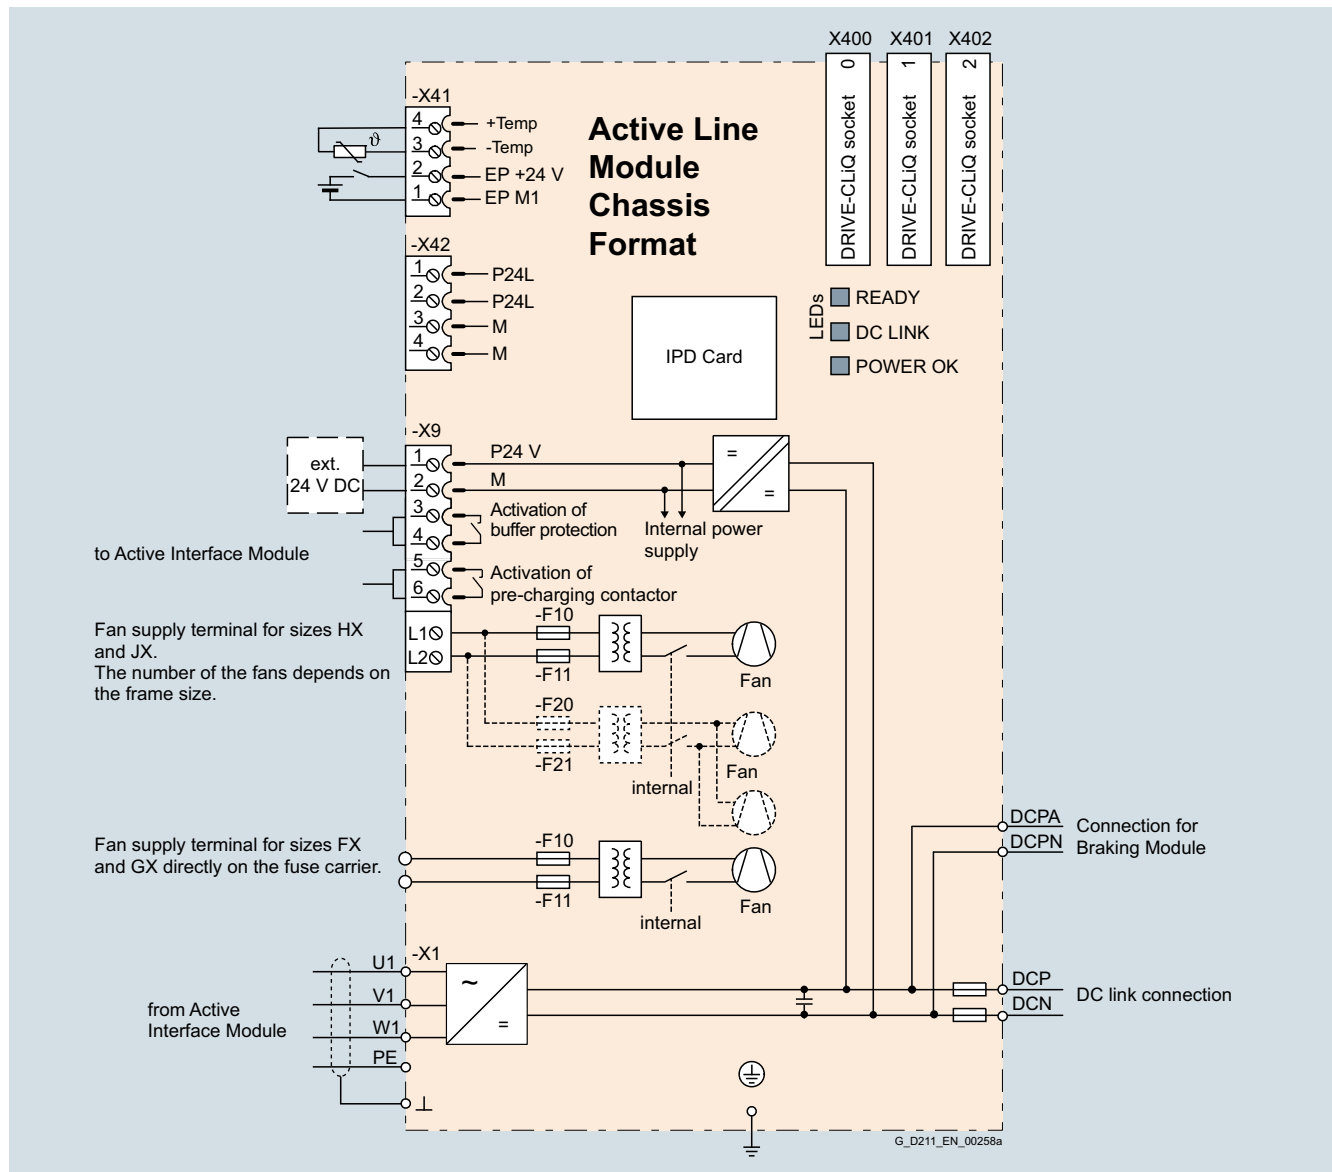 X400 X401 X402
0 1 2
DRIVE-CLiQ socket
DRIVE-CLiQ socket
DRIVE-CLiQ socket
Active Line
Module
Chassis
Format
-X41
4 +Temp
3 -Temp
2 EP +24 V
1 EP M1
ϑ
-X42
1 P24L
2 P24L
3 M
4 M
LEDs
READY
DC LINK
POWER OK
IPD Card
-X9
ext.
24 V DC
1 P24 V
2 M
3
4
Activation of
buffer protection
Internal power
supply
=
=
to Active Interface Module
5
6
Activation of
pre-charging contactor
Fan supply terminal for sizes HX
and JX.
The number of the fans depends on
the frame size.
L1
L2
-F10
-F11
Fan
-F20
-F21
Fan
internal
Fan supply terminal for sizes FX
and GX directly on the fuse carrier.
-F10
-F11
Fan
internal
DCPA
DCPN
Connection for
Braking Module
-X1
U1
V1
W1
PE
from Active
Interface Module
~
=
DCP
DCN
DC link connection
G_D211_EN_00258a